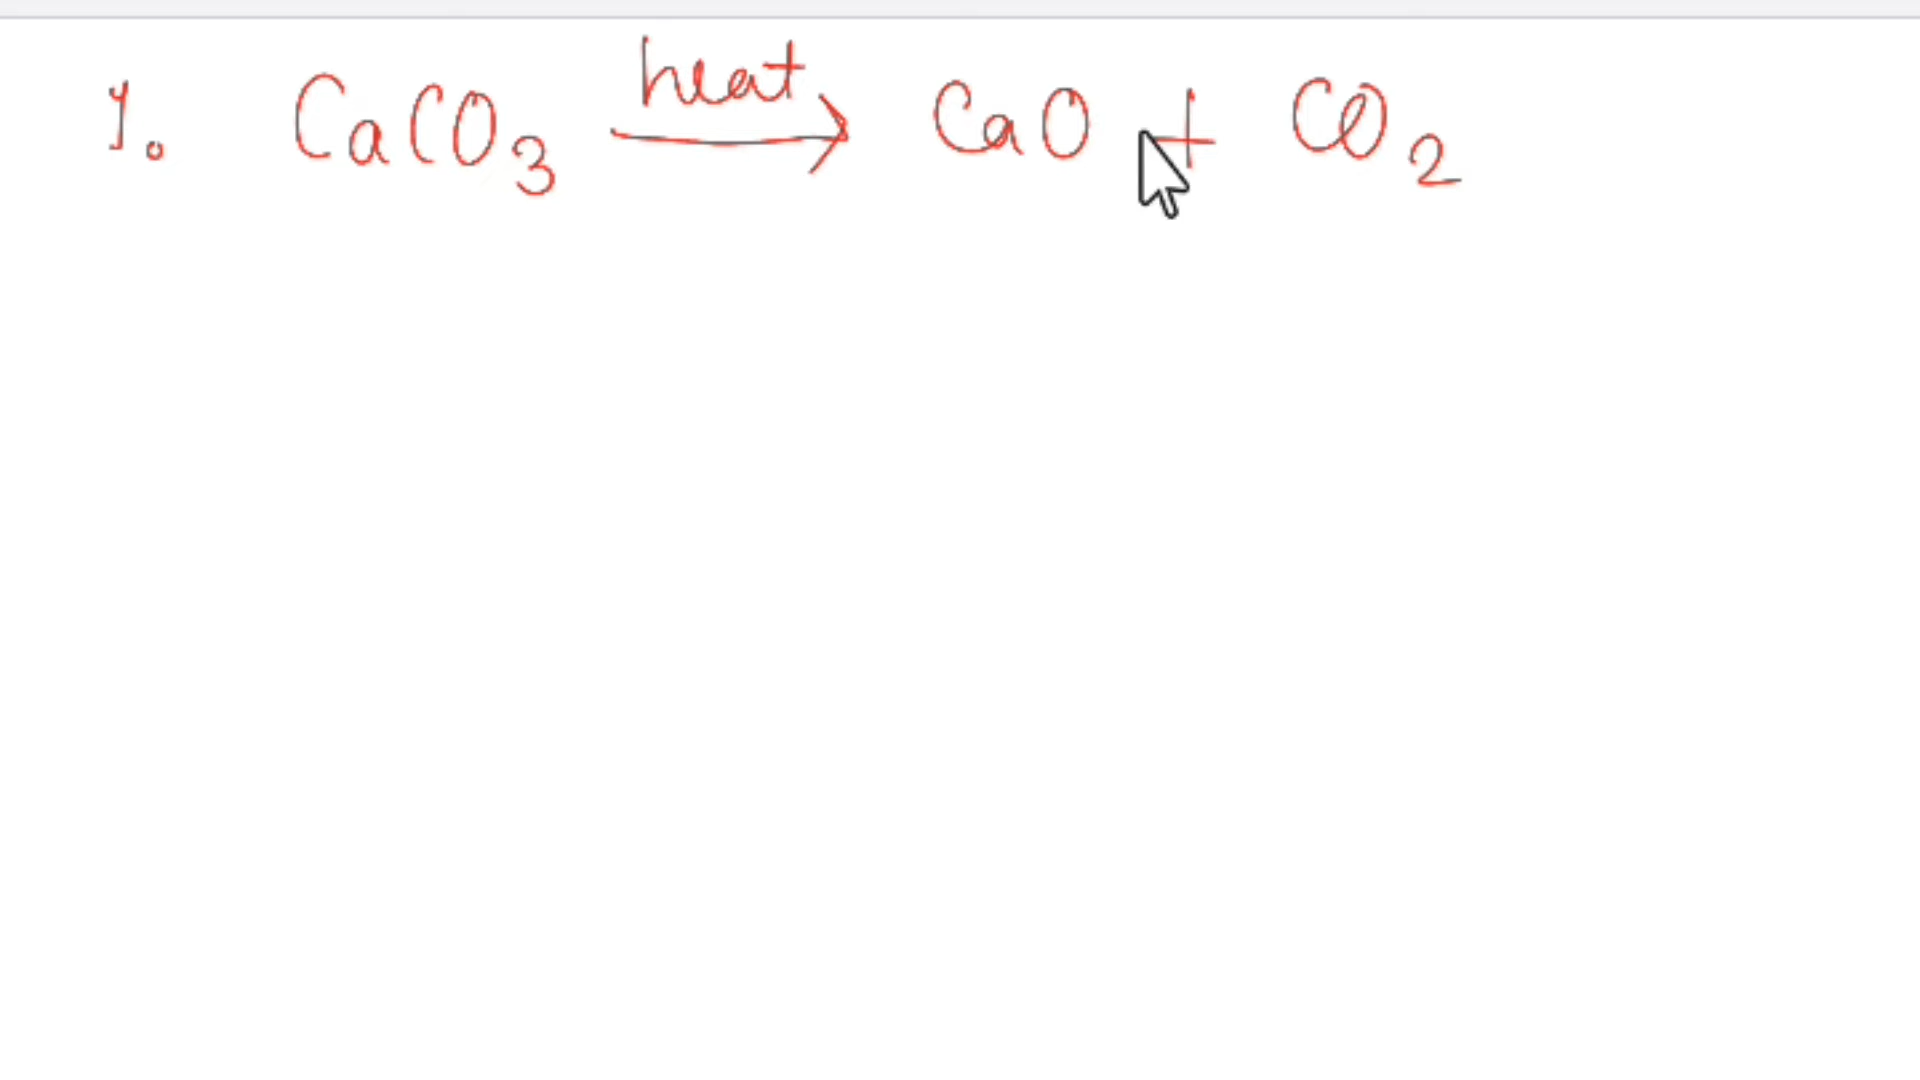 1. CaCO₃ heat → CaO + CO₂